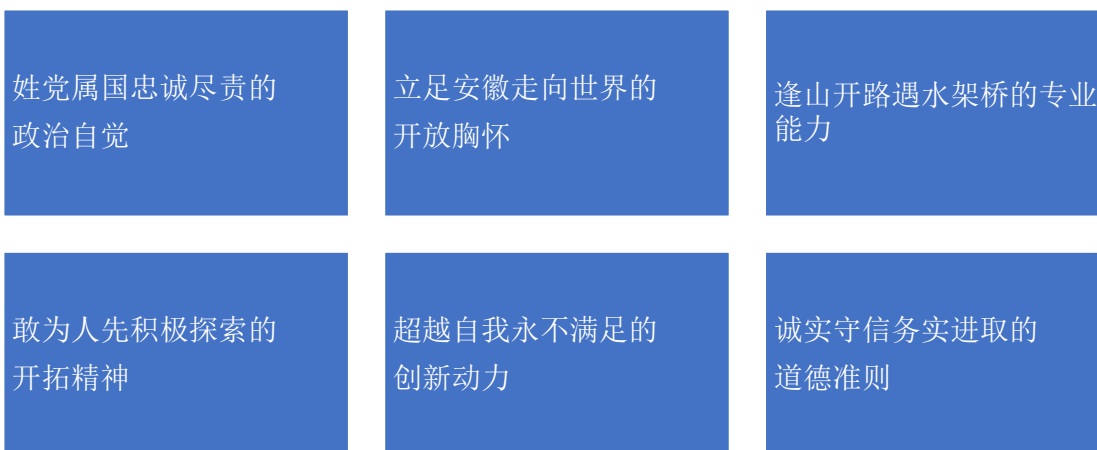 姓党属国忠诚尽责的
政治自觉
立足安徽走向世界的
开放胸怀
逢山开路遇水架桥的专业
能力
敢为人先积极探索的
开拓精神
超越自我永不满足的
创新动力
诚实守信务实进取的
道德准则